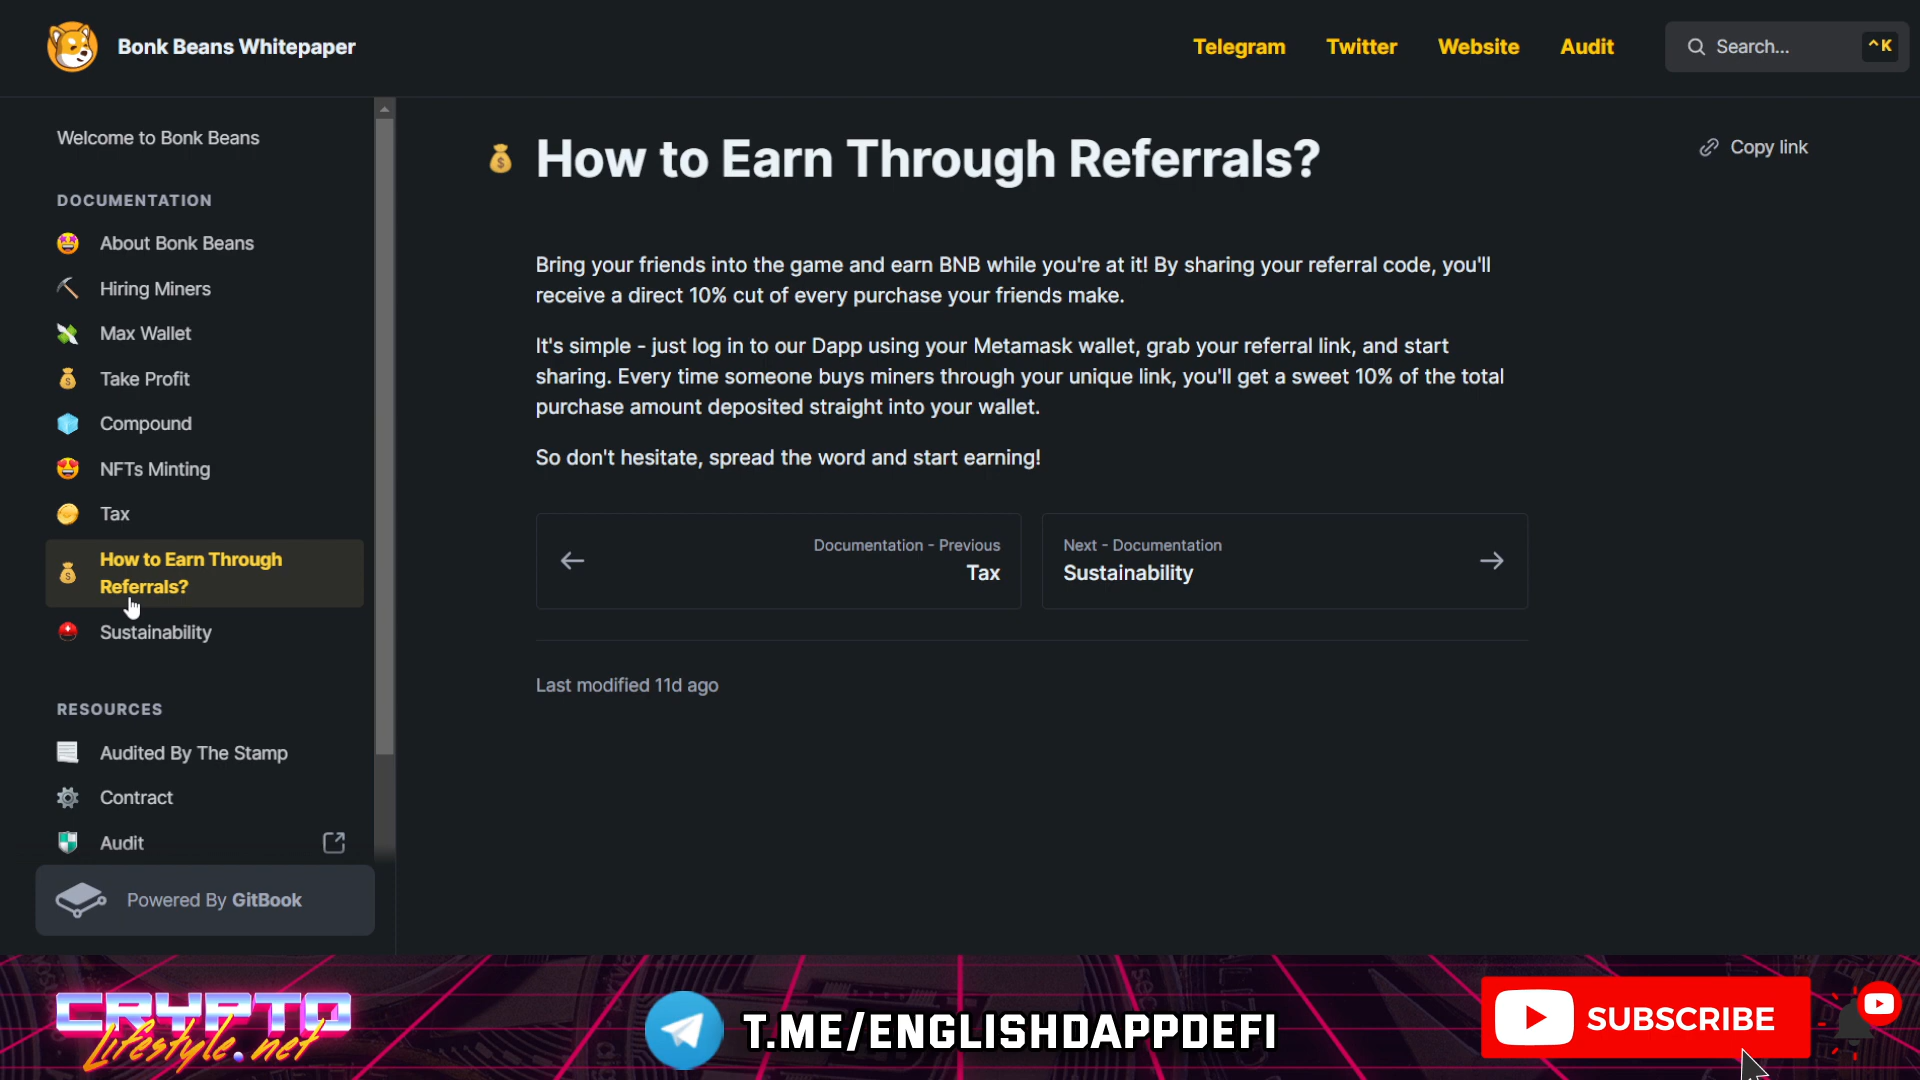 Bonk Beans Whitepaper
Telegram
Twitter
Website
Audit
Search...
^K
Welcome to Bonk Beans
DOCUMENTATION
About Bonk Beans
Hiring Miners
Max Wallet
Take Profit
Compound
NFTs Minting
Tax
How to Earn Through
Referrals?
Sustainability
RESOURCES
Audited By The Stamp
Contract
Audit
Powered By GitBook
How to Earn Through Referrals?
Copy link
Bring your friends into the game and earn BNB while you're at it! By sharing your referral code, you'll
receive a direct 10% cut of every purchase your friends make.
It's simple - just log in to our Dapp using your Metamask wallet, grab your referral link, and start
sharing. Every time someone buys miners through your unique link, you'll get a sweet 10% of the total
purchase amount deposited straight into your wallet.
So don't hesitate, spread the word and start earning!
Documentation - Previous
Tax
Next - Documentation
Sustainability
Last modified 11d ago
CRYPTO
Lifestyle.net
T.ME/ENGLISHDAPPDEFI
SUBSCRIBE